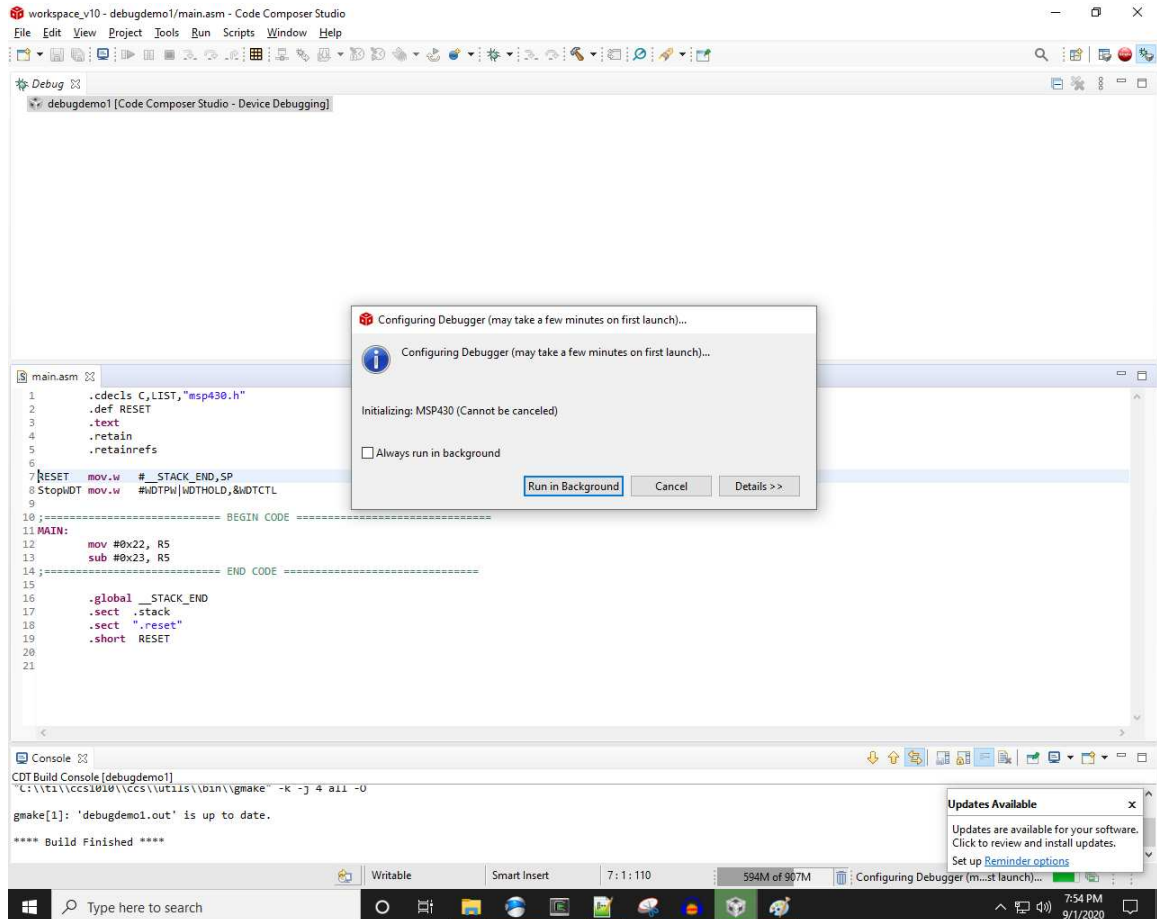 workspace_v10 - debugdemo1/main.asm - Code Composer Studio
File Edit View Project Tools Run Scripts Window Help
Debug
debugdemo1 [Code Composer Studio - Device Debugging]
Configuring Debugger (may take a few minutes on first launch)...
Configuring Debugger (may take a few minutes on first launch)...
Initializing: MSP430 (Cannot be canceled)
Always run in background
Run in Background Cancel Details >>
main.asm
1 .cdecls C,LIST,"msp430.h"
2 .def RESET
3 .text
4 .retain
5 .retainrefs
6
7 RESET mov.w #__STACK_END,SP
8 StopWDT mov.w #WDTPW|WDTHOLD,&WDTCTL
9
10 ;============================ BEGIN CODE ===============================
11 MAIN:
12 mov #0x22, R5
13 sub #0x23, R5
14 ;============================ END CODE ===============================
15
16 .global __STACK_END
17 .sect .stack
18 .sect ".reset"
19 .short RESET
20
21
Console
CDT Build Console [debugdemo1]
"C:\\ti\\ccs1010\\ccs\\utils\\bin\\gmake" -k -j 4 all -O
gmake[1]: 'debugdemo1.out' is up to date.
**** Build Finished ****
Updates Available x
Updates are available for your software.
Click to review and install updates.
Set up Reminder options
Writable Smart Insert 7 : 1 : 110 594M of 907M Configuring Debugger (m...st launch)...
Type here to search
7:54 PM
9/1/2020